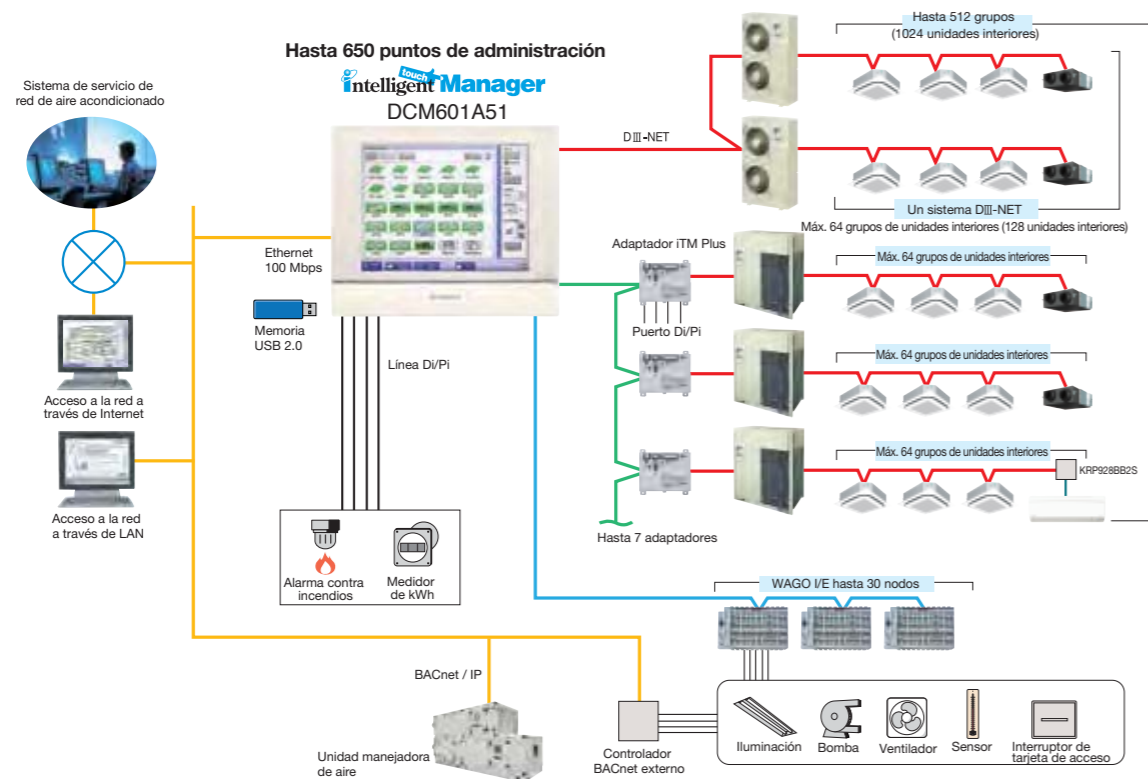 Hasta 650 puntos de administración
intelligent touch Manager
DCM601A51
Sistema de servicio de
red de aire acondicionado
Ethernet
100 Mbps
Memoria
USB 2.0
Línea Di/Pi
Acceso a la red a
través de Internet
Acceso a la red
a través de LAN
Alarma contra
incendios
Medidor
de kWh
DIII-NET
Hasta 512 grupos
(1024 unidades interiores)
Un sistema DIII-NET
Máx. 64 grupos de unidades interiores (128 unidades interiores)
Adaptador iTM Plus
Máx. 64 grupos de unidades interiores
Puerto Di/Pi
Máx. 64 grupos de unidades interiores
Máx. 64 grupos de unidades interiores
KRP928BB2S
Hasta 7 adaptadores
WAGO I/E hasta 30 nodos
BACnet / IP
Unidad manejadora
de aire
Controlador
BACnet externo
Iluminación
Bomba
Ventilador
Sensor
Interruptor de
tarjeta de acceso